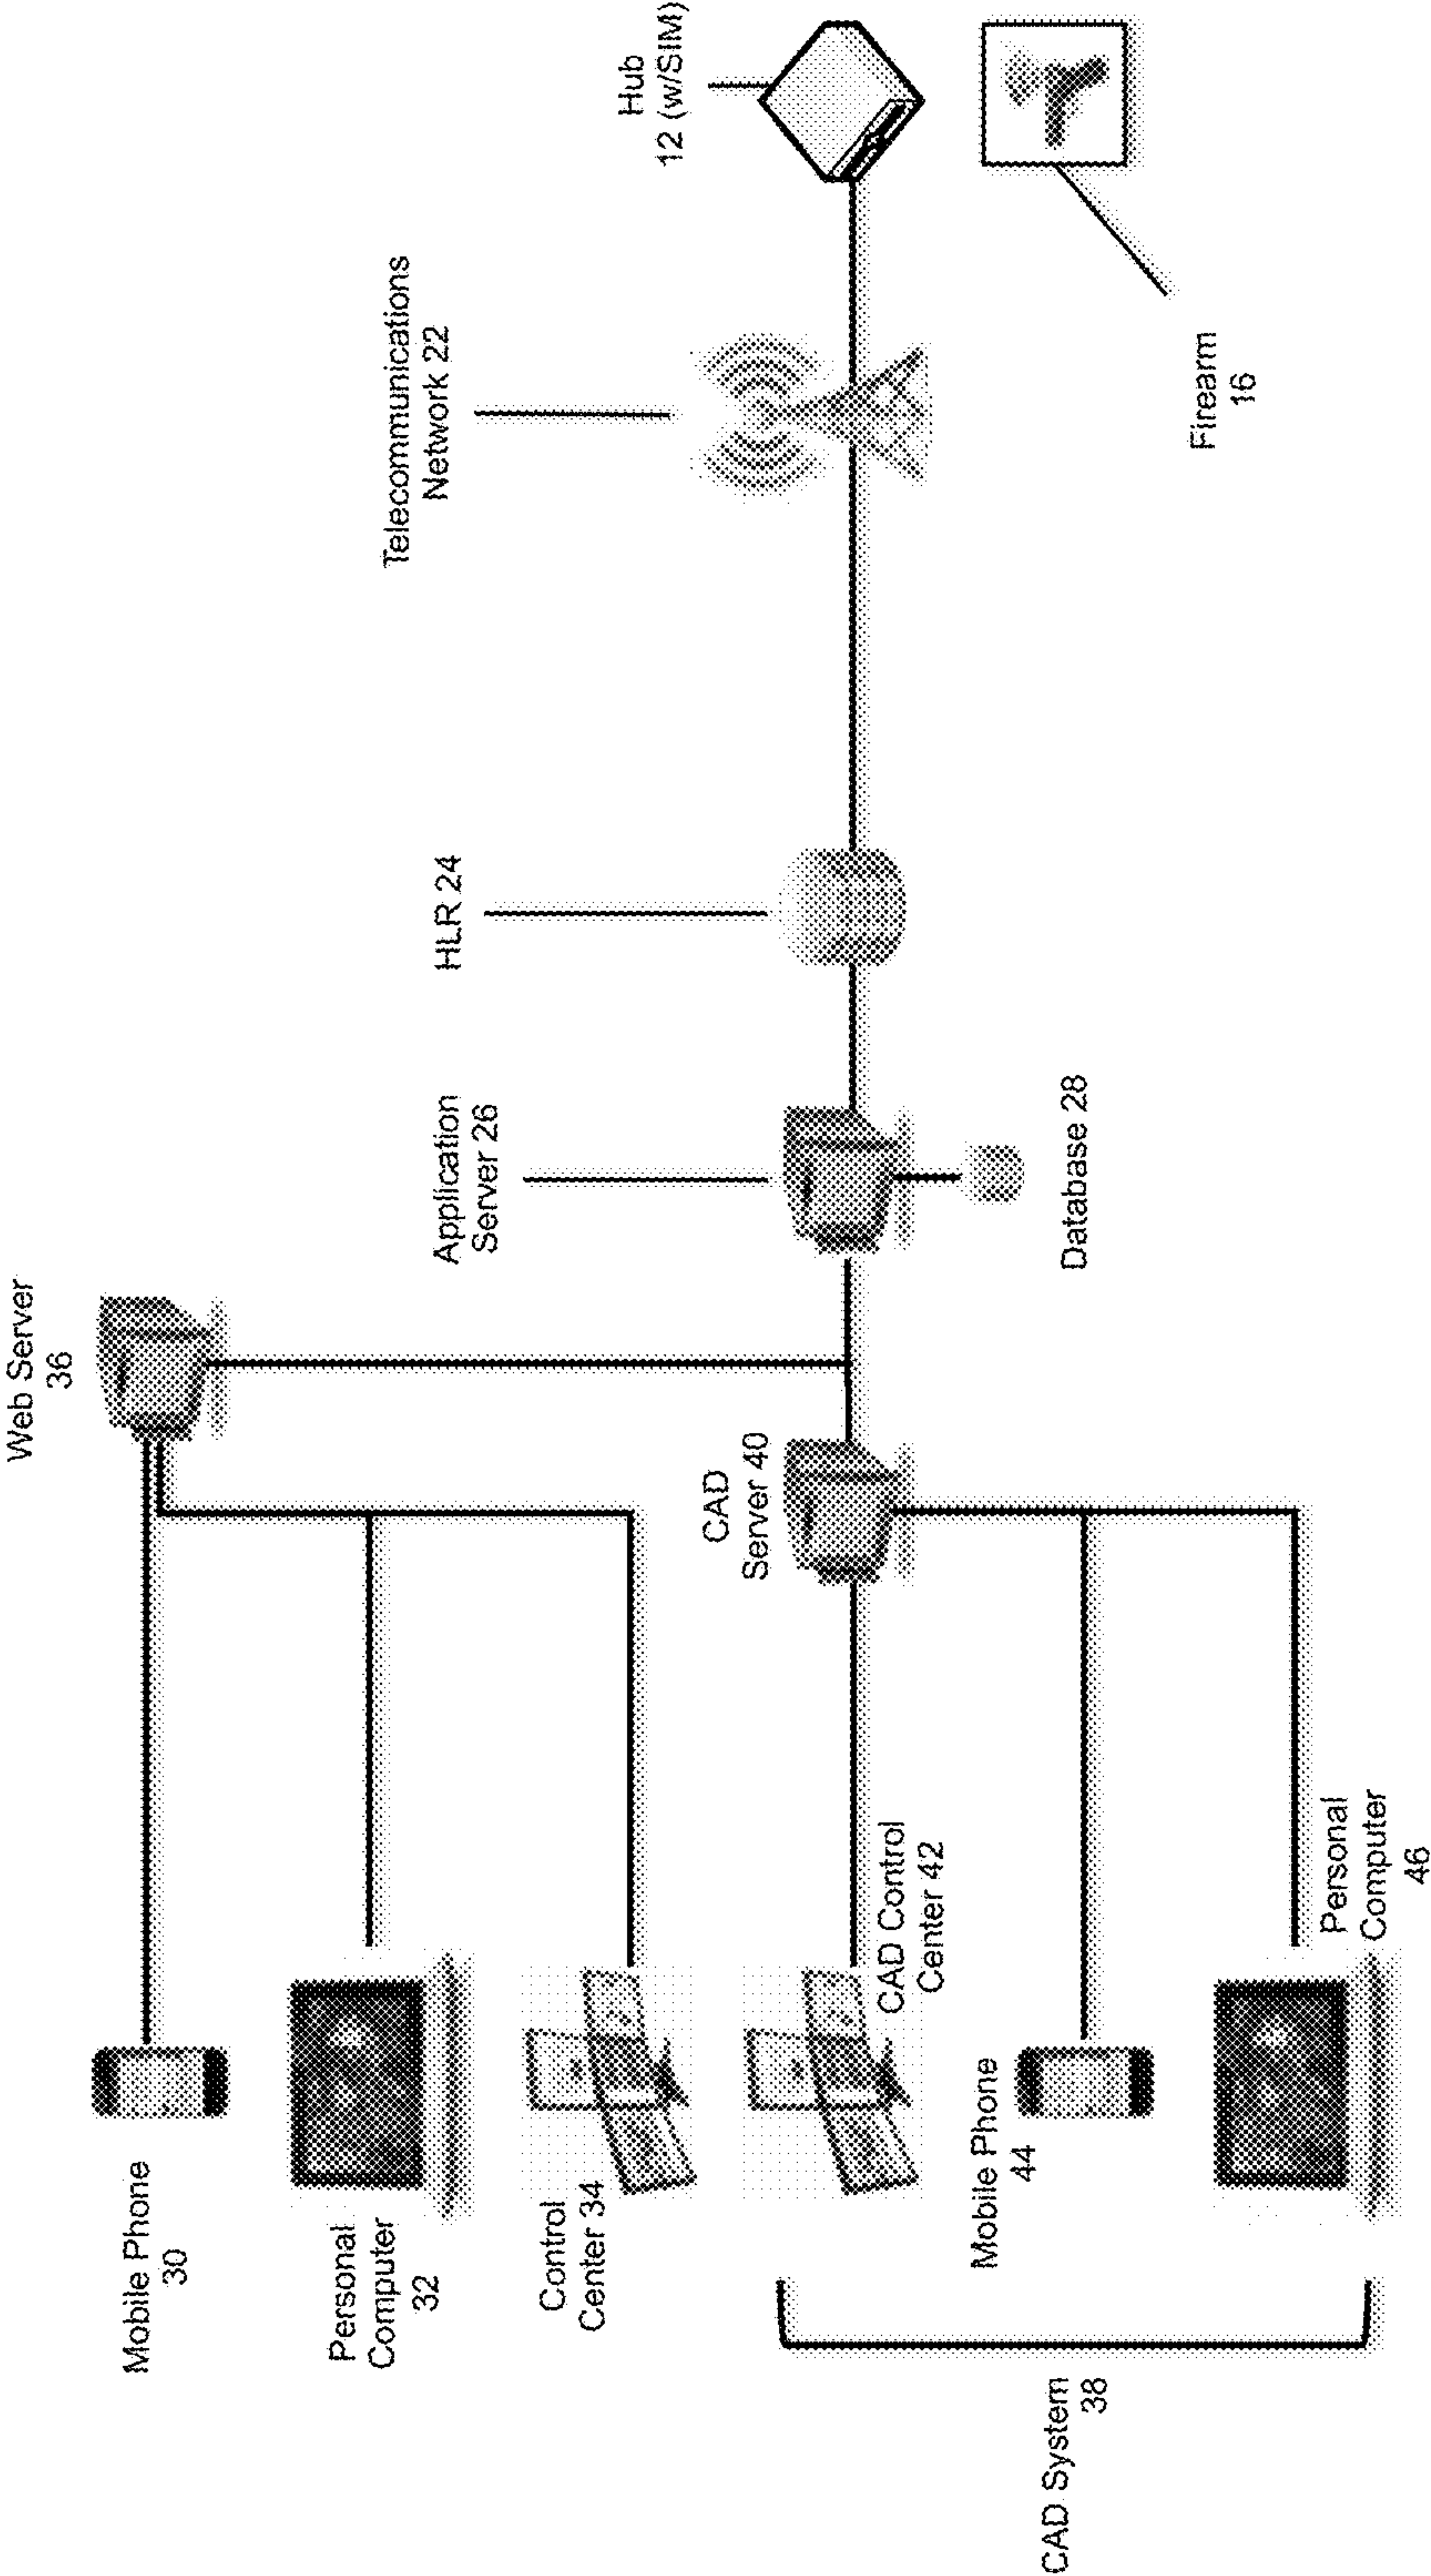 Web Server
36
Mobile Phone
30
Personal
Computer
32
Control
Center 34
Application
Server 26
HLR 24
Telecommunications
Network 22
Hub
12 (w/SIM)
CAD
Server 40
CAD Control
Center 42
Mobile Phone
44
Database 28
Firearm
16
Personal
Computer
46
CAD System
38